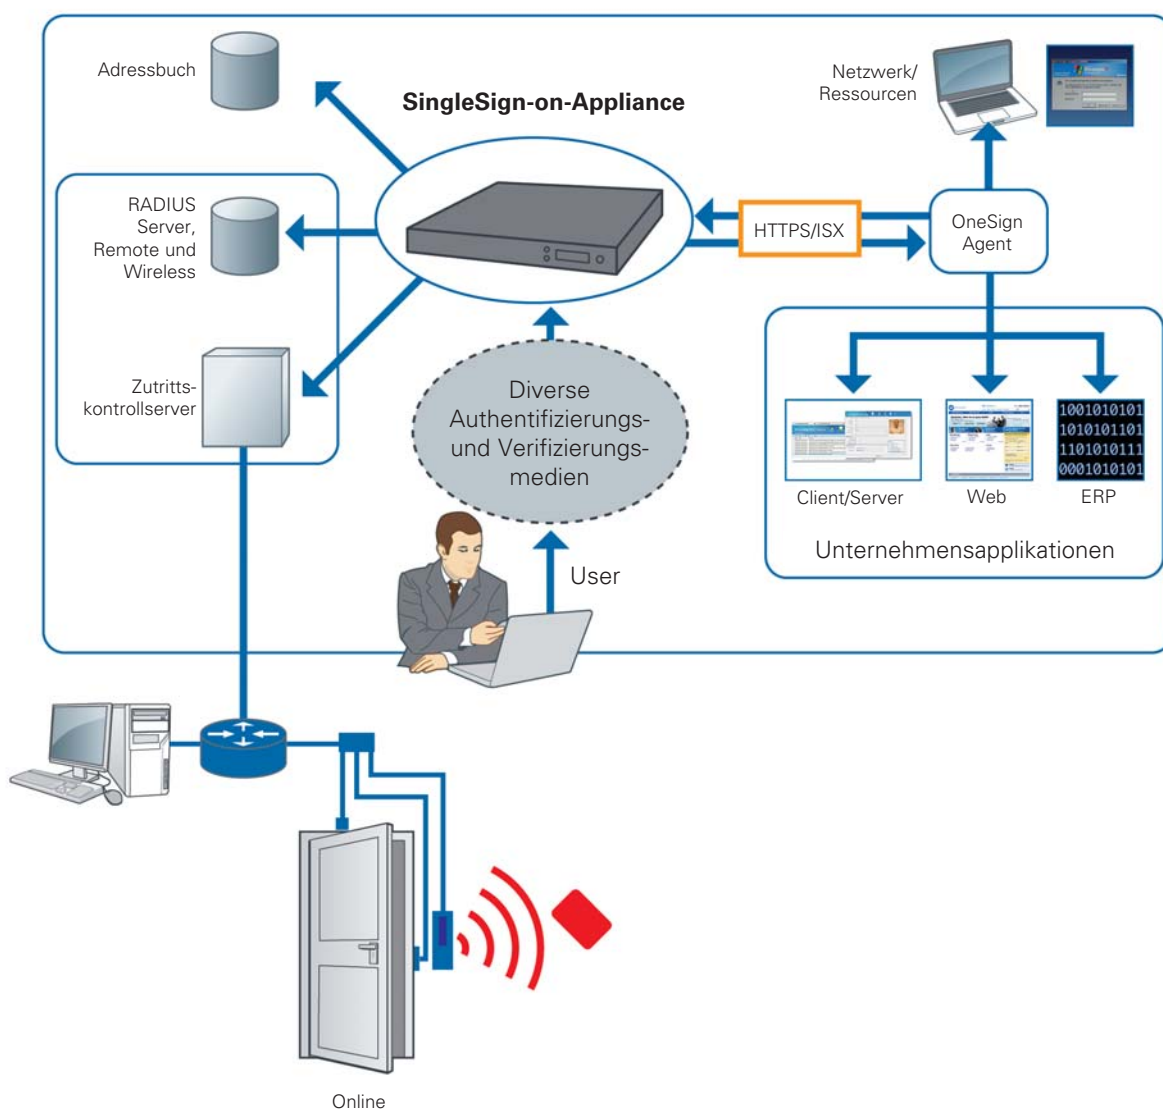 Adressbuch
SingleSign-on-Appliance
Netzwerk/
Ressourcen
RADIUS
Server,
Remote und
Wireless
HTTPS/ISX
OneSign
Agent
Zutritts-
kontrollserver
Diverse
Authentifizierungs-
und Verifizierungs-
medien
1001010101
1010101101
1101010111
0001010101
Client/Server
Web
ERP
Unternehmensapplikationen
User
Online